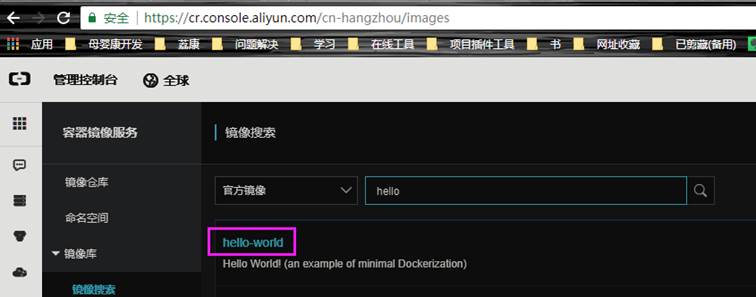 安全 | https://cr.console.aliyun.com/cn-hangzhou/images
应用 母婴康开发 荔康 问题解决 学习 在线工具 项目插件工具 书 网址收藏 已剪藏(备用)
管理控制台 全球
容器镜像服务
镜像搜索
镜像仓库
官方镜像 hello
命名空间
hello-world
镜像库
Hello World! (an example of minimal Dockerization)
镜像搜索